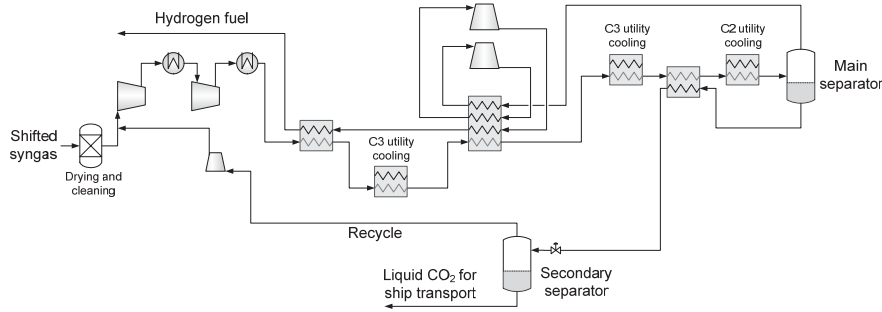 Hydrogen fuel
C3 utility
cooling
C2 utility
cooling
Main
separator
Shifted
syngas
Drying and
cleaning
C3 utility
cooling
Recycle
Liquid CO₂ for
ship transport
Secondary
separator